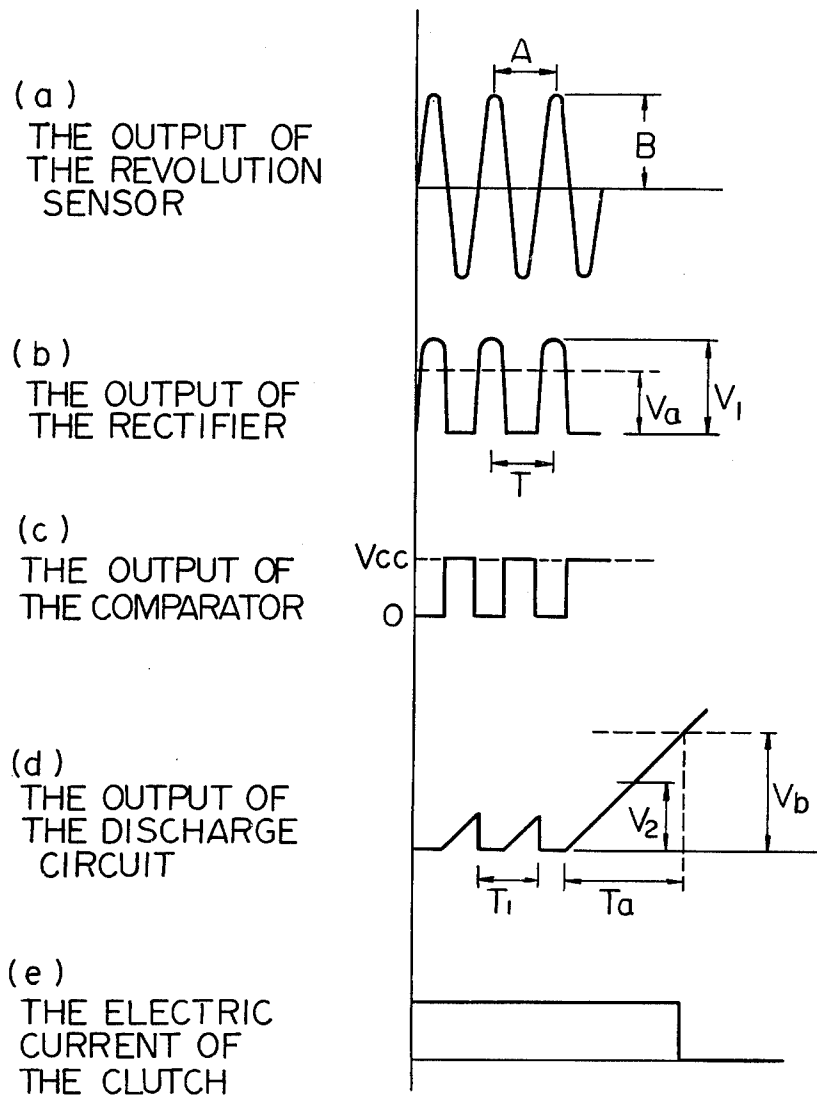 (a)
THE OUTPUT OF
THE REVOLUTION
SENSOR
A
B
(b)
THE OUTPUT OF
THE RECTIFIER
Va
V1
T
(c)
THE OUTPUT OF
THE COMPARATOR
Vcc
O
(d)
THE OUTPUT OF
THE DISCHARGE
CIRCUIT
V2
Vb
T1
Ta
(e)
THE ELECTRIC
CURRENT OF
THE CLUTCH